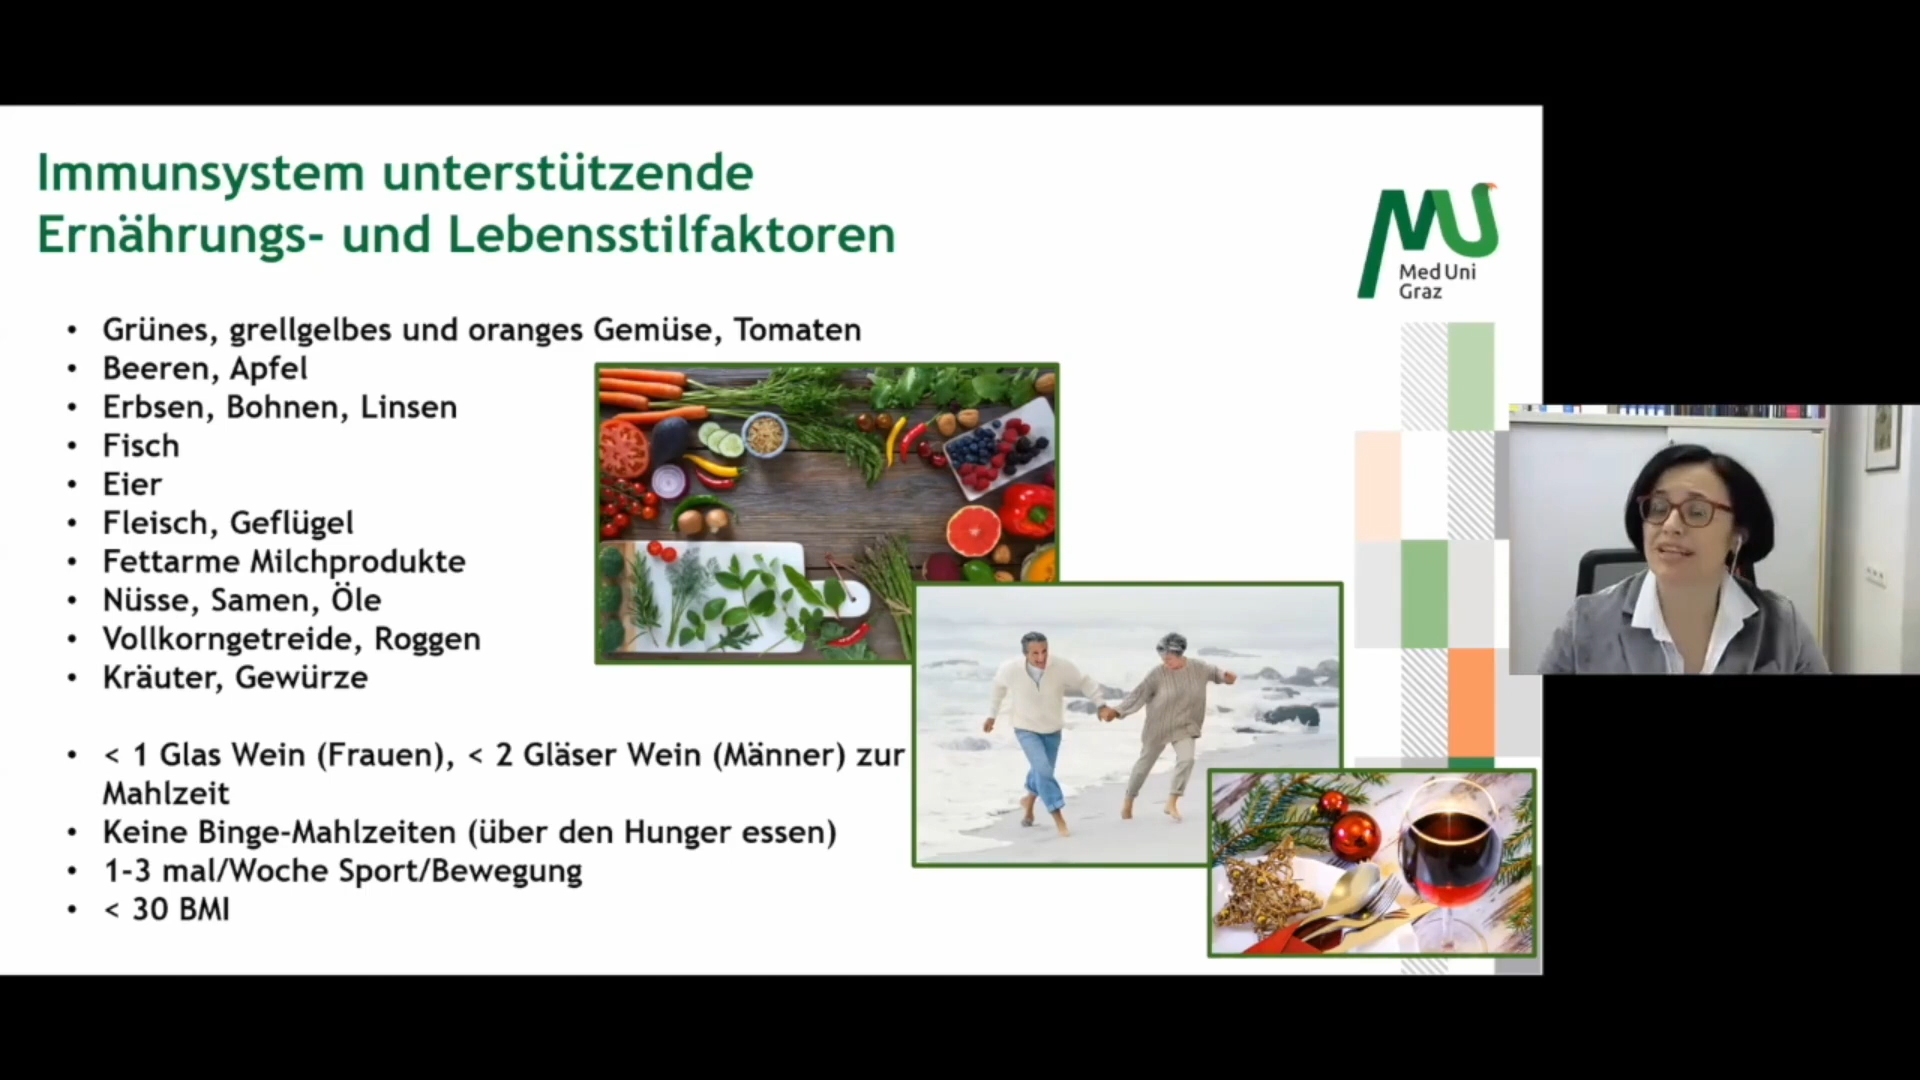 Immunsystem unterstützende
Ernährungs- und Lebensstilfaktoren
Med Uni
Graz
• Grünes, grellgelbes und oranges Gemüse, Tomaten
• Beeren, Apfel
• Erbsen, Bohnen, Linsen
• Fisch
• Eier
• Fleisch, Geflügel
• Fettarme Milchprodukte
• Nüsse, Samen, Öle
• Vollkorngetreide, Roggen
• Kräuter, Gewürze
• < 1 Glas Wein (Frauen), < 2 Gläser Wein (Männer) zur
Mahlzeit
• Keine Binge-Mahlzeiten (über den Hunger essen)
• 1-3 mal/Woche Sport/Bewegung
• < 30 BMI